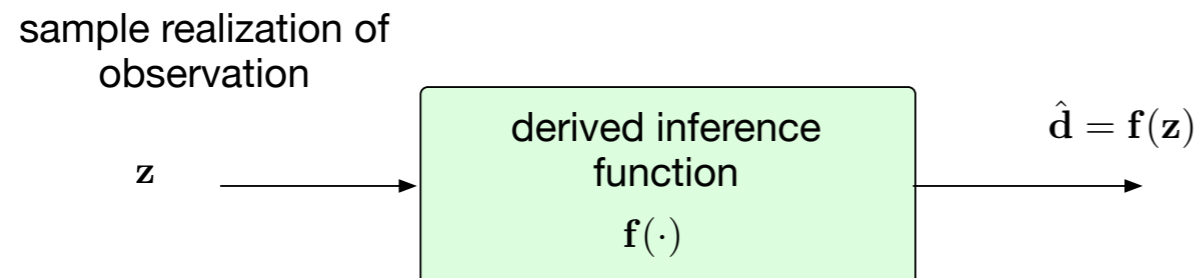 sample realization of
observation
z
derived inference
function
f(·)
d̂ = f(z)